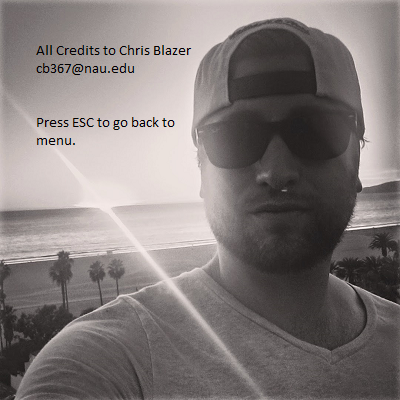 All Credits to Chris Blazer
cb367@nau.edu
Press ESC to go back to
menu.